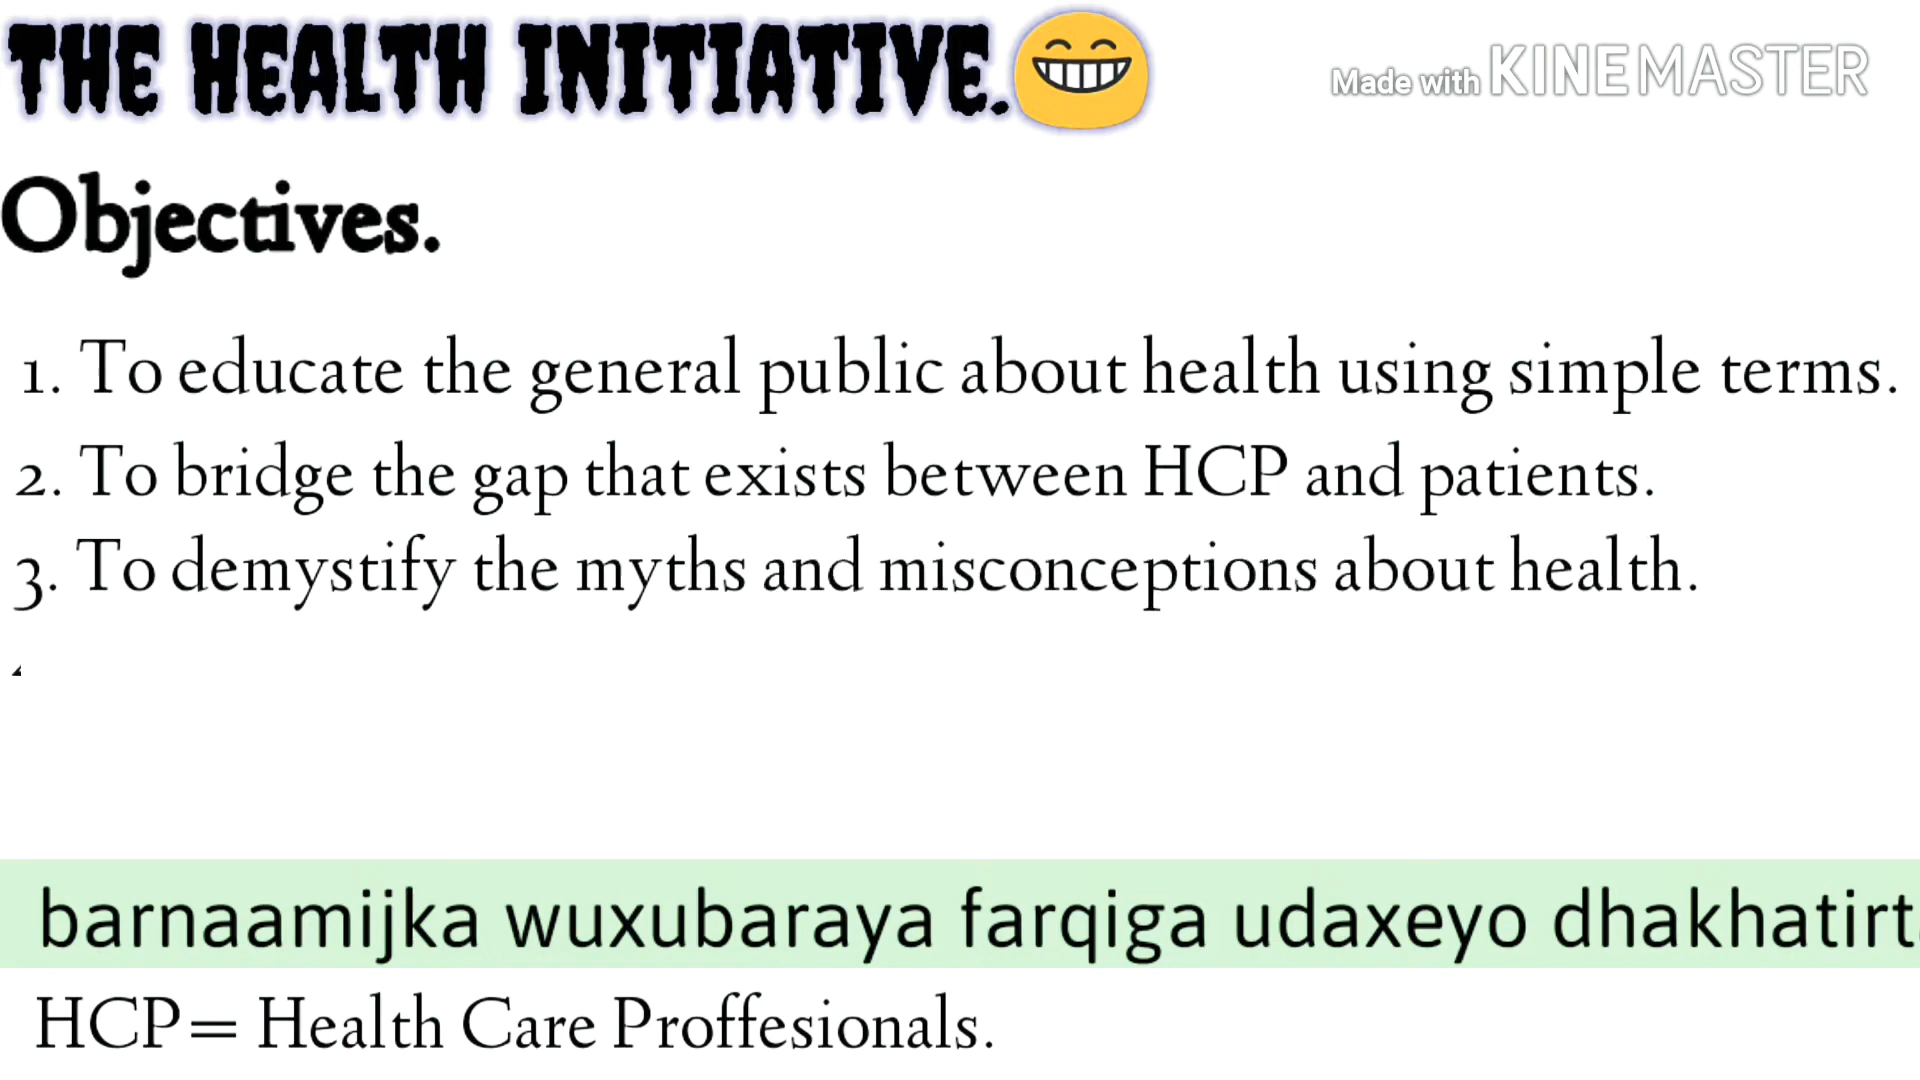 THE HEALTH INITIATIVE.😁
Made with KINEMASTER
Objectives.
1. To educate the general public about health using simple terms.
2. To bridge the gap that exists between HCP and patients.
3. To demystify the myths and misconceptions about health.
barnaamijka wuxubaraya farqiga udaxeyo dhakhatirt
HCP= Health Care Proffesionals.